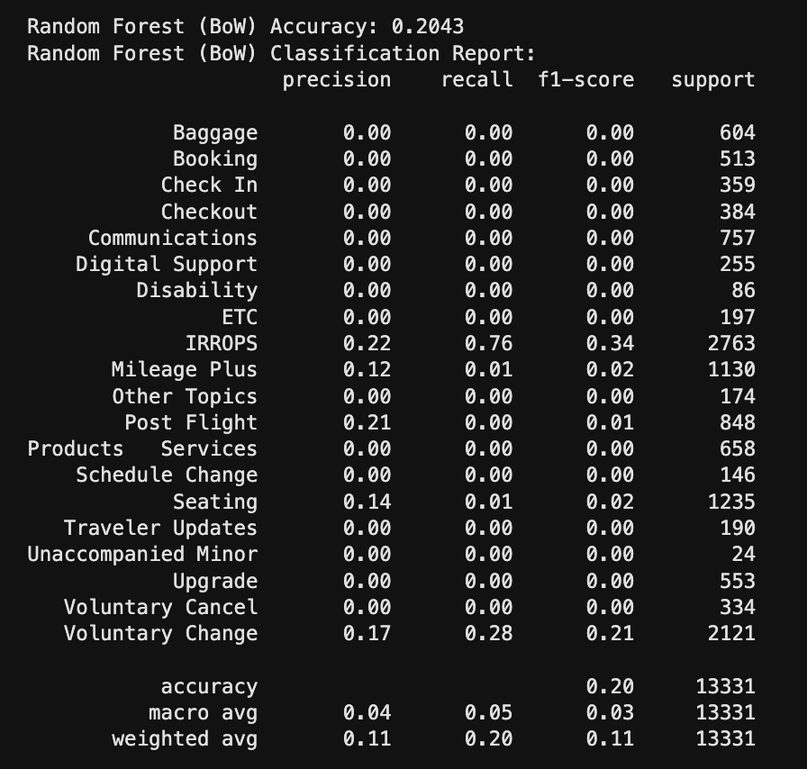 Random Forest (BoW) Accuracy: 0.2043
Random Forest (BoW) Classification Report:
precision recall f1-score support
Baggage 0.00 0.00 0.00 604
Booking 0.00 0.00 0.00 513
Check In 0.00 0.00 0.00 359
Checkout 0.00 0.00 0.00 384
Communications 0.00 0.00 0.00 757
Digital Support 0.00 0.00 0.00 255
Disability 0.00 0.00 0.00 86
ETC 0.00 0.00 0.00 197
IRROPS 0.22 0.76 0.34 2763
Mileage Plus 0.12 0.01 0.02 1130
Other Topics 0.00 0.00 0.00 174
Post Flight 0.21 0.00 0.01 848
Products   Services 0.00 0.00 0.00 658
Schedule Change 0.00 0.00 0.00 146
Seating 0.14 0.01 0.02 1235
Traveler Updates 0.00 0.00 0.00 190
Unaccompanied Minor 0.00 0.00 0.00 24
Upgrade 0.00 0.00 0.00 553
Voluntary Cancel 0.00 0.00 0.00 334
Voluntary Change 0.17 0.28 0.21 2121
accuracy 0.20 13331
macro avg 0.04 0.05 0.03 13331
weighted avg 0.11 0.20 0.11 13331